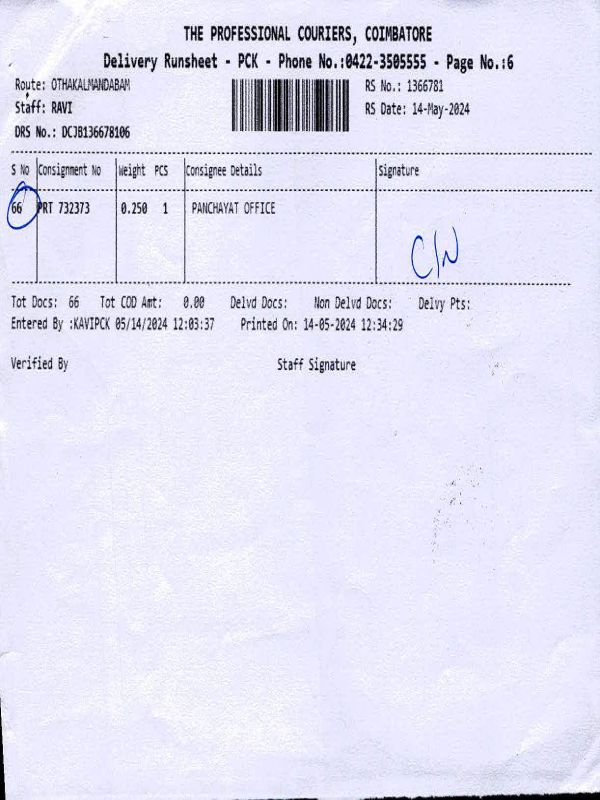 THE PROFESSIONAL COURIERS, COIMBATORE
Delivery Runsheet - PCK - Phone No.:0422-3505555 - Page No.:6
Route: OTHAKALMANDABAM
RS No.: 1366781
Staff: RAVI
RS Date: 14-May-2024
DRS No.: DCJB136678106
S No Consignment No Weight PCS Consignee Details Signature
66 PRT 732373 0.250 1 PANCHAYAT OFFICE
Tot Docs: 66 Tot COD Amt: 0.00 Delvd Docs: Non Delvd Docs: Delvy Pts:
Entered By :KAVIPCK 05/14/2024 12:03:37 Printed On: 14-05-2024 12:34:29
Verified By Staff Signature